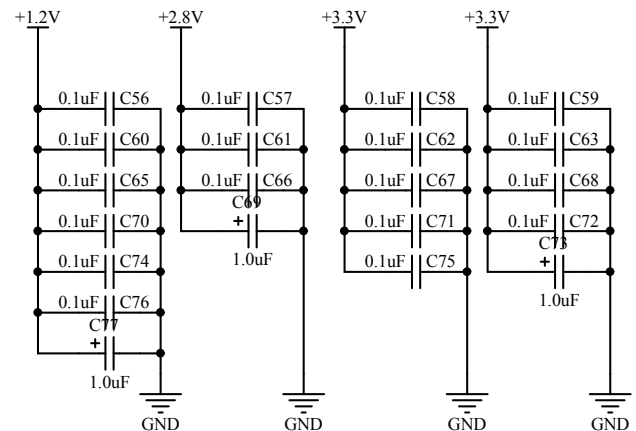 +1.2V +2.8V +3.3V +3.3V
0.1uF C56 0.1uF C57 0.1uF C58 0.1uF C59
0.1uF C60 0.1uF C61 0.1uF C62 0.1uF C63
0.1uF C65 0.1uF C66 0.1uF C67 0.1uF C68
C69
0.1uF C70 + 0.1uF C71 0.1uF C72
C73
1.0uF
0.1uF C74 0.1uF C75 +
1.0uF
0.1uF C76
C77
+
1.0uF
GND GND GND GND